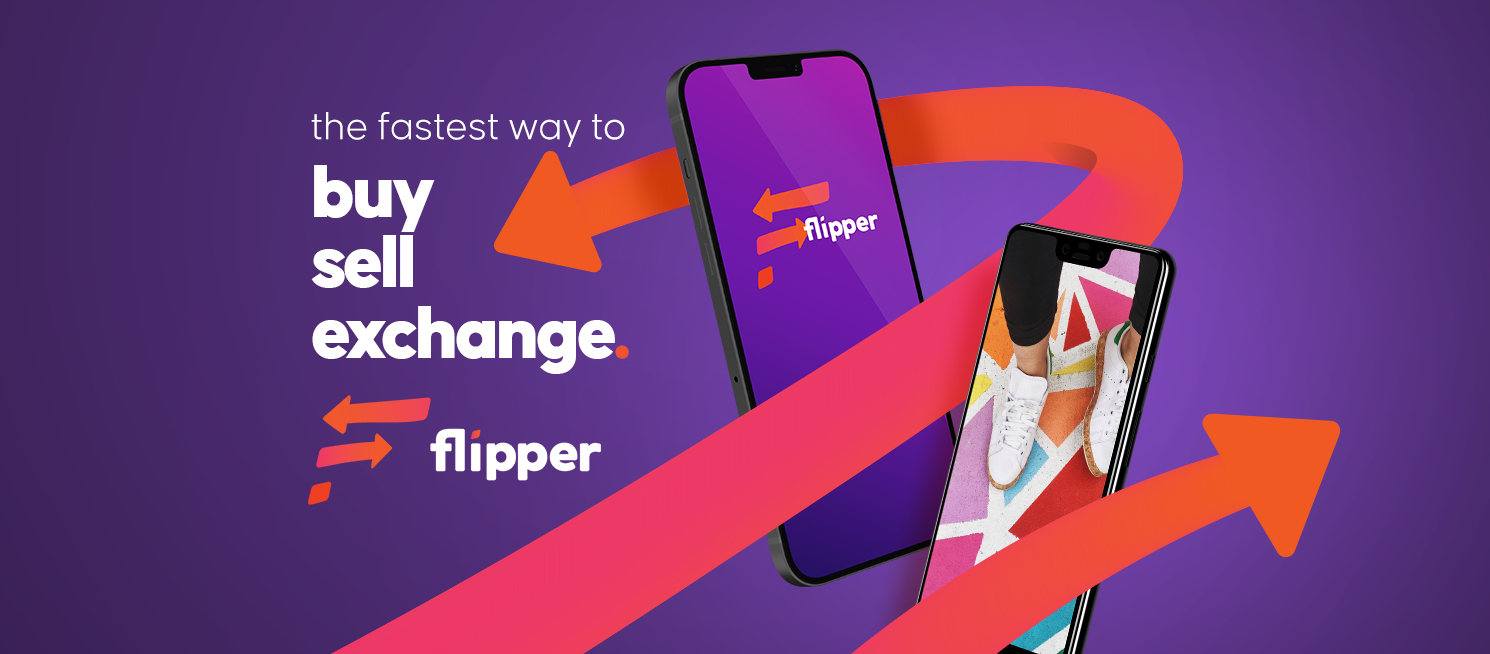 the fastest way to
buy
sell
exchange.
flipper
flipper